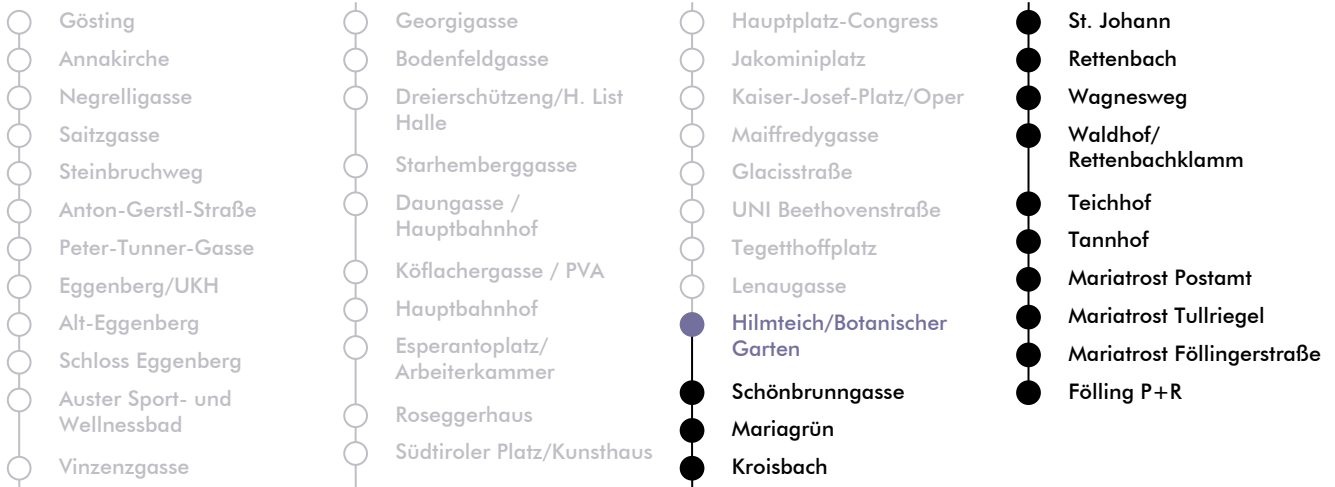 Gösting
Annakirche
Negrelligasse
Saitzgasse
Steinbruchweg
Anton-Gerstl-Straße
Peter-Tunner-Gasse
Eggenberg/UKH
Alt-Eggenberg
Schloss Eggenberg
Auster Sport- und
Wellnessbad
Vinzenzgasse
Georgigasse
Bodenfeldgasse
Dreierschützeng/H. List
Halle
Starhemberggasse
Daungasse /
Hauptbahnhof
Köflachergasse / PVA
Hauptbahnhof
Esperantoplatz/
Arbeiterkammer
Roseggerhaus
Südtiroler Platz/Kunsthaus
Hauptplatz-Congress
Jakominiplatz
Kaiser-Josef-Platz/Oper
Maiffredygasse
Glacisstraße
UNI Beethovenstraße
Tegetthoffplatz
Lenaugasse
Hilmteich/Botanischer
Garten
Schönbrunngasse
Mariagrün
Kroisbach
St. Johann
Rettenbach
Wagnesweg
Waldhof/
Rettenbachklamm
Teichhof
Tannhof
Mariatrost Postamt
Mariatrost Tullriegel
Mariatrost Föllingerstraße
Fölling P+R